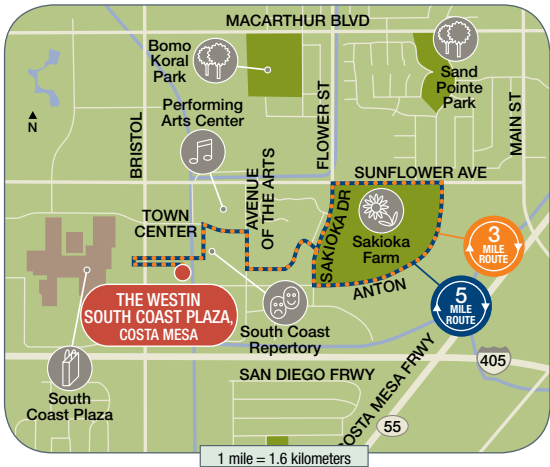 MACARTHUR BLVD
Bomo
Koral
Park
Sand
Pointe
Park
Performing
Arts Center
N
BRISTOL
FLOWER ST
MAIN ST
AVENUE
OF THE ARTS
SUNFLOWER AVE
TOWN
CENTER
SAKIOKA DR
Sakioka
Farm
3
MILE
ROUTE
ANTON
5
MILE
ROUTE
THE WESTIN
SOUTH COAST PLAZA,
COSTA MESA
South Coast
Repertory
405
SAN DIEGO FRWY
South
Coast Plaza
COSTA MESA FRWY
55
1 mile = 1.6 kilometers